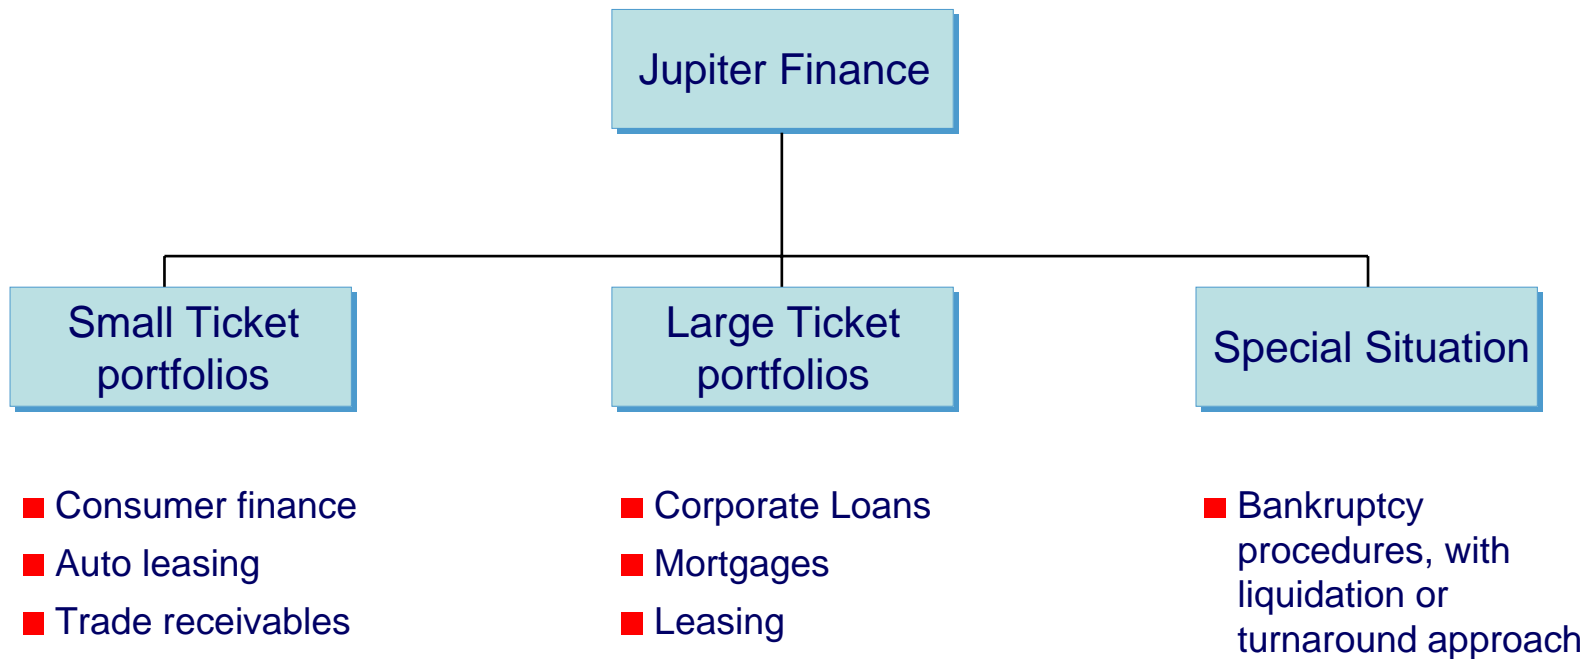 Jupiter Finance
Small Ticket
portfolios
Large Ticket
portfolios
Special Situation
Consumer finance
Auto leasing
Trade receivables
Corporate Loans
Mortgages
Leasing
Bankruptcy
procedures, with
liquidation or
turnaround approach